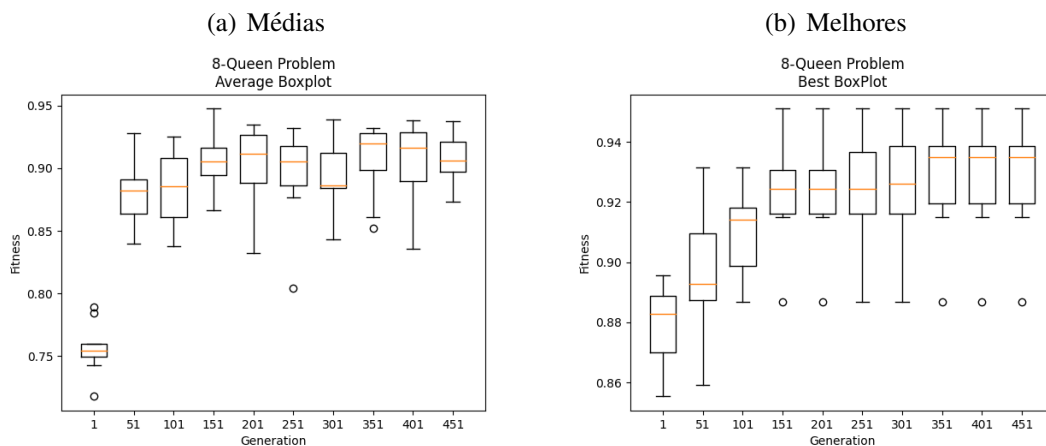 (a) Médias
8-Queen Problem
Average Boxplot
0.95
0.90
0.85
0.80
0.75
Fitness
1 51 101 151 201 251 301 351 401 451
Generation
(b) Melhores
8-Queen Problem
Best BoxPlot
0.94
0.92
0.90
0.88
0.86
Fitness
1 51 101 151 201 251 301 351 401 451
Generation